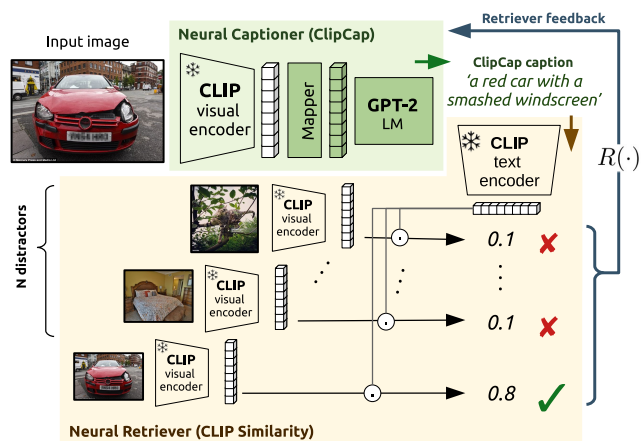 Input image
Neural Captioner (ClipCap)
CLIP
visual
encoder
Mapper
GPT-2
LM
Retriever feedback
ClipCap caption
‘a red car with a
smashed windscreen’
R(·)
CLIP
text
encoder
N distractors
CLIP
visual
encoder
0.1
CLIP
visual
encoder
0.1
CLIP
visual
encoder
0.8
Neural Retriever (CLIP Similarity)